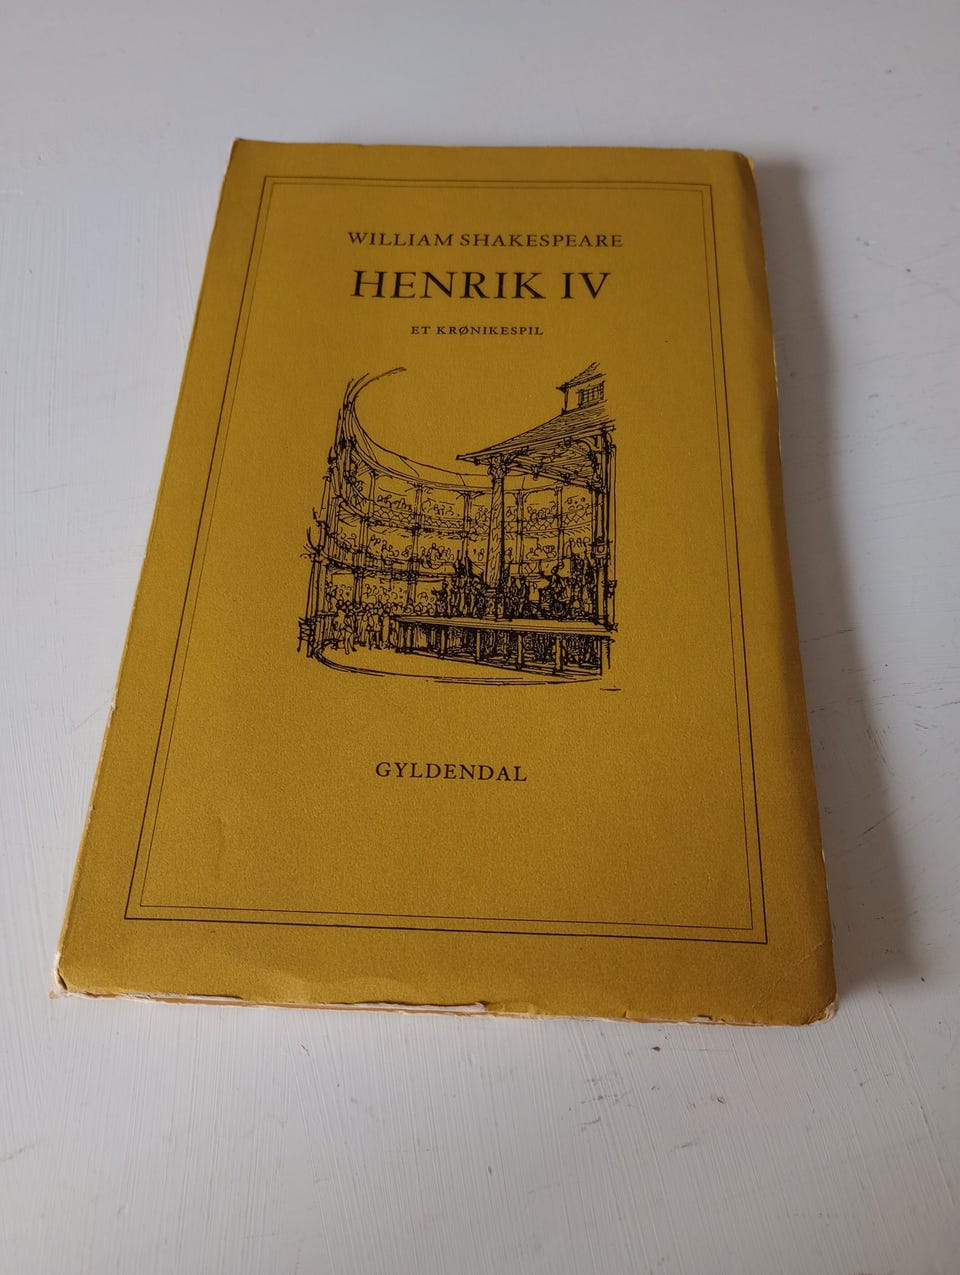 WILLIAM SHAKESPEARE
HENRIK IV
ET KRØNIKESPIL
GYLDENDAL